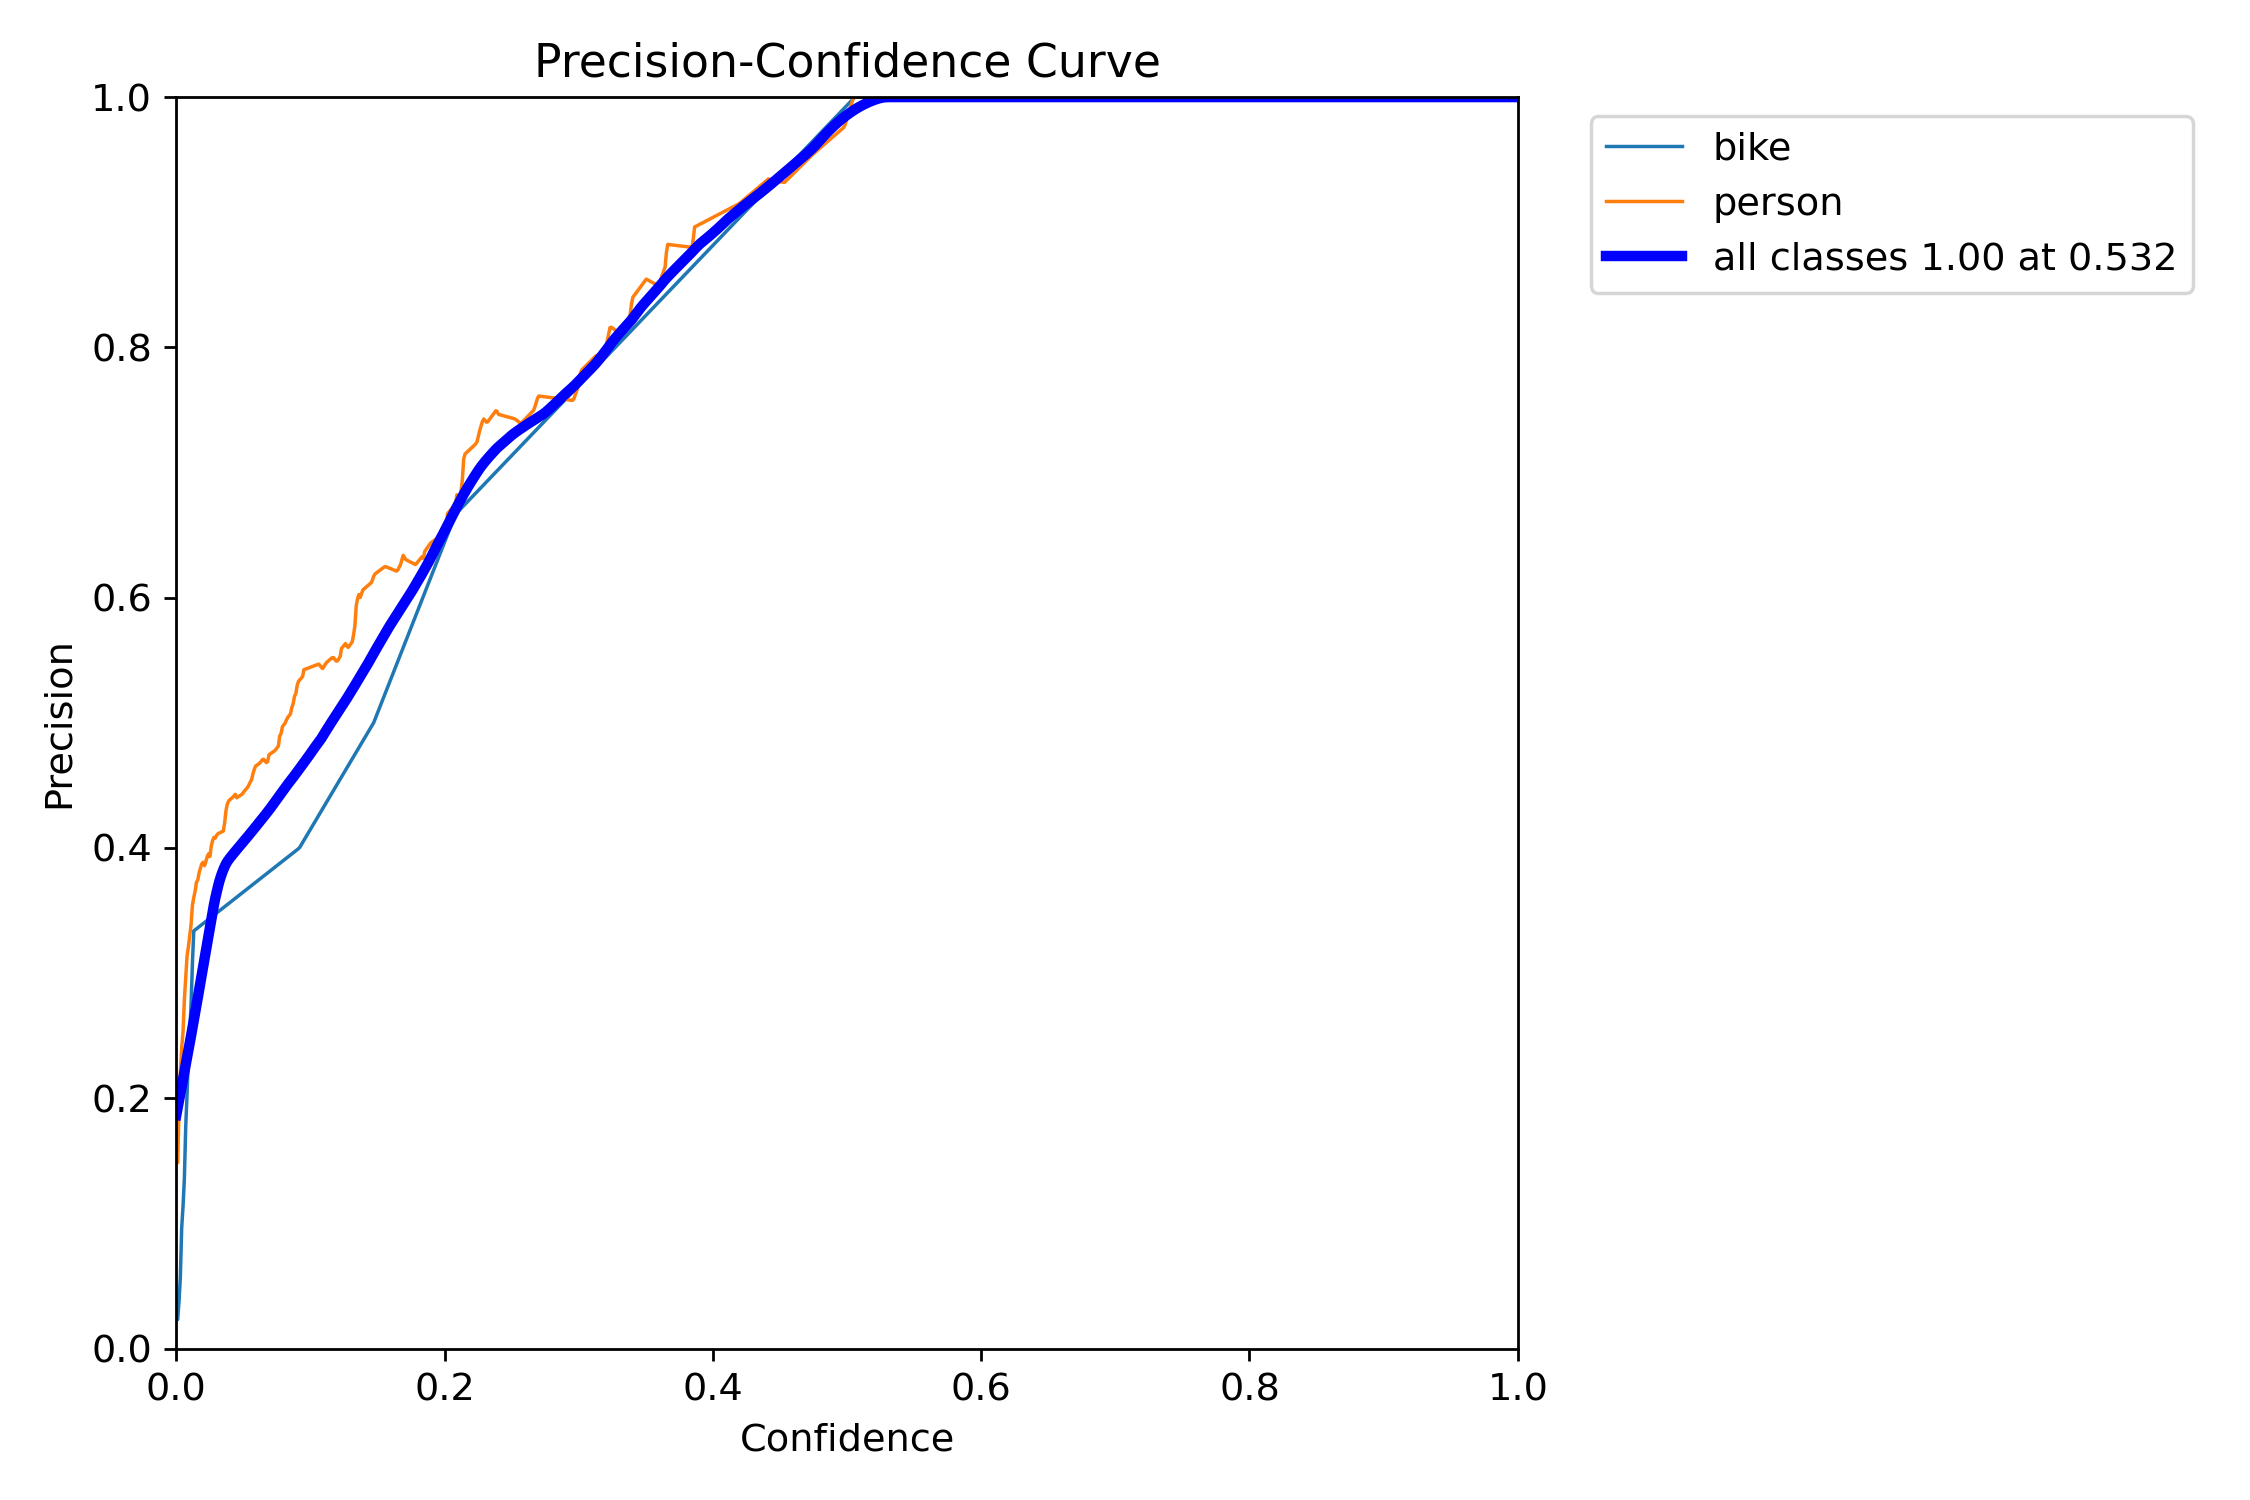 Precision-Confidence Curve
1.0
0.8
0.6
0.4
0.2
0.0
Precision
0.0 0.2 0.4 0.6 0.8 1.0
Confidence
bike
person
all classes 1.00 at 0.532